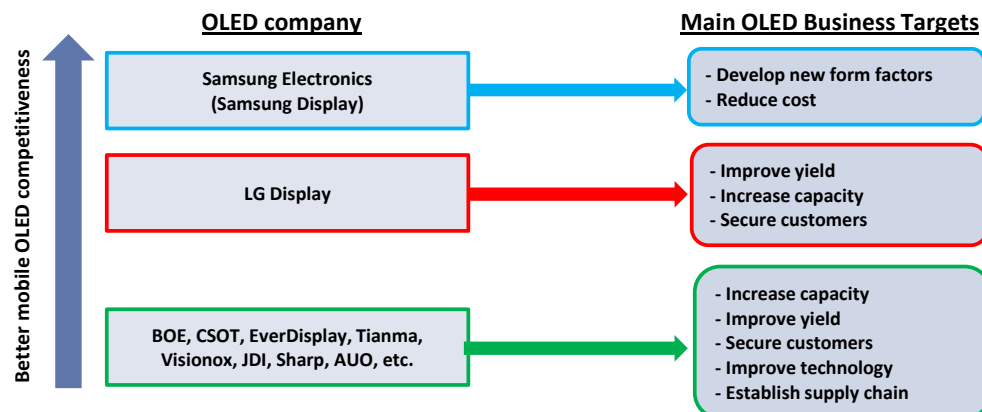 OLED company
Main OLED Business Targets
Better mobile OLED competitiveness
Samsung Electronics
(Samsung Display)
- Develop new form factors
- Reduce cost
LG Display
- Improve yield
- Increase capacity
- Secure customers
BOE, CSOT, EverDisplay, Tianma,
Visionox, JDI, Sharp, AUO, etc.
- Increase capacity
- Improve yield
- Secure customers
- Improve technology
- Establish supply chain